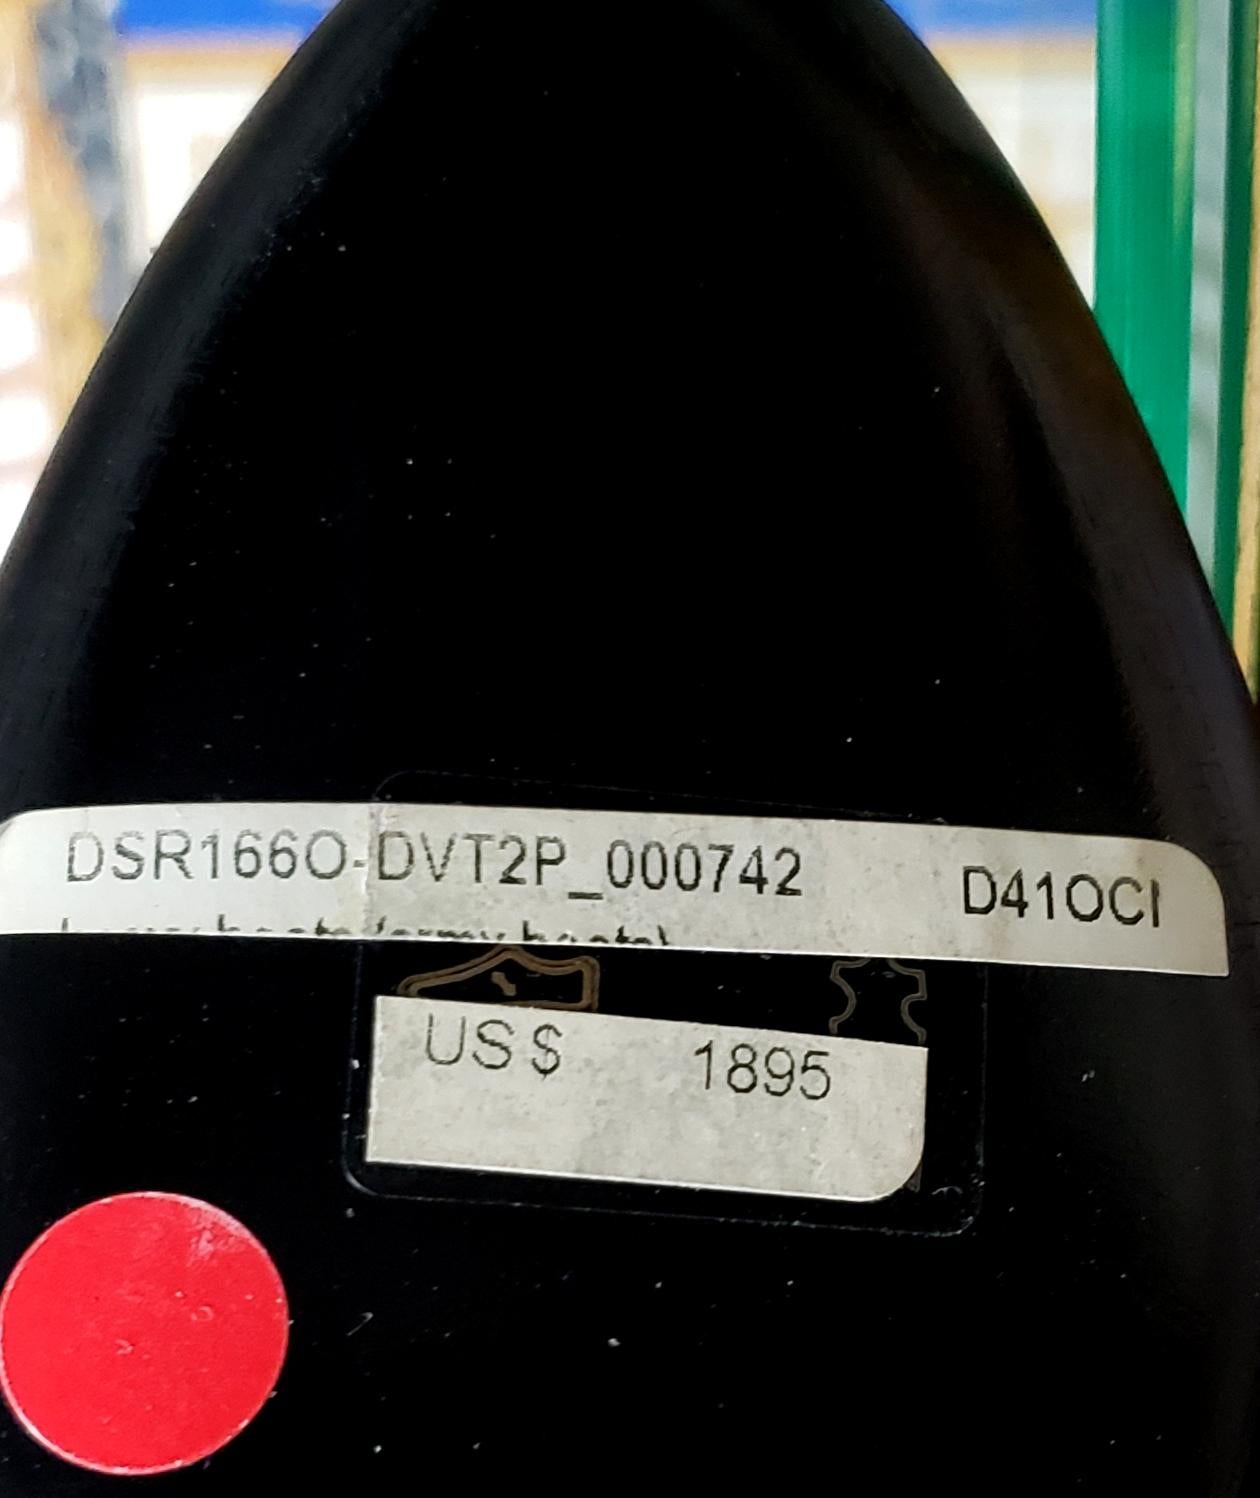 DSR166O-DVT2P_000742 D41OCI
US $ 1895